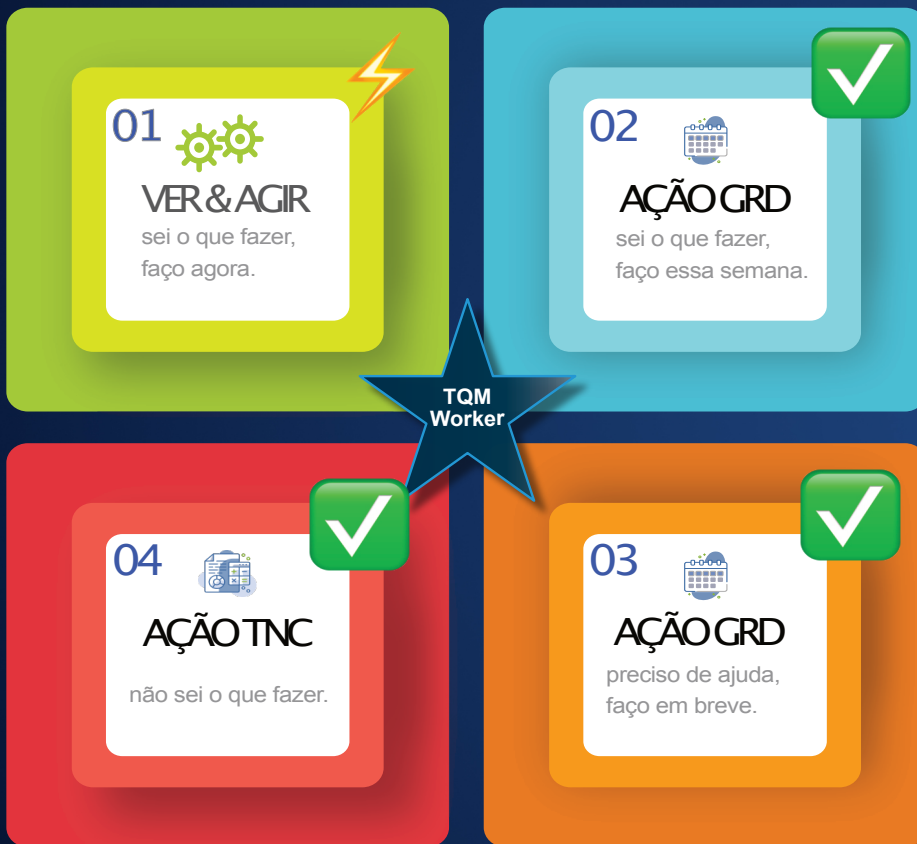 01
VER & AGIR
sei o que fazer,
faço agora.
02
AÇÃO GRD
sei o que fazer,
faço essa semana.
TQM
Worker
04
AÇÃO TNC
não sei o que fazer.
03
AÇÃO GRD
preciso de ajuda,
faço em breve.